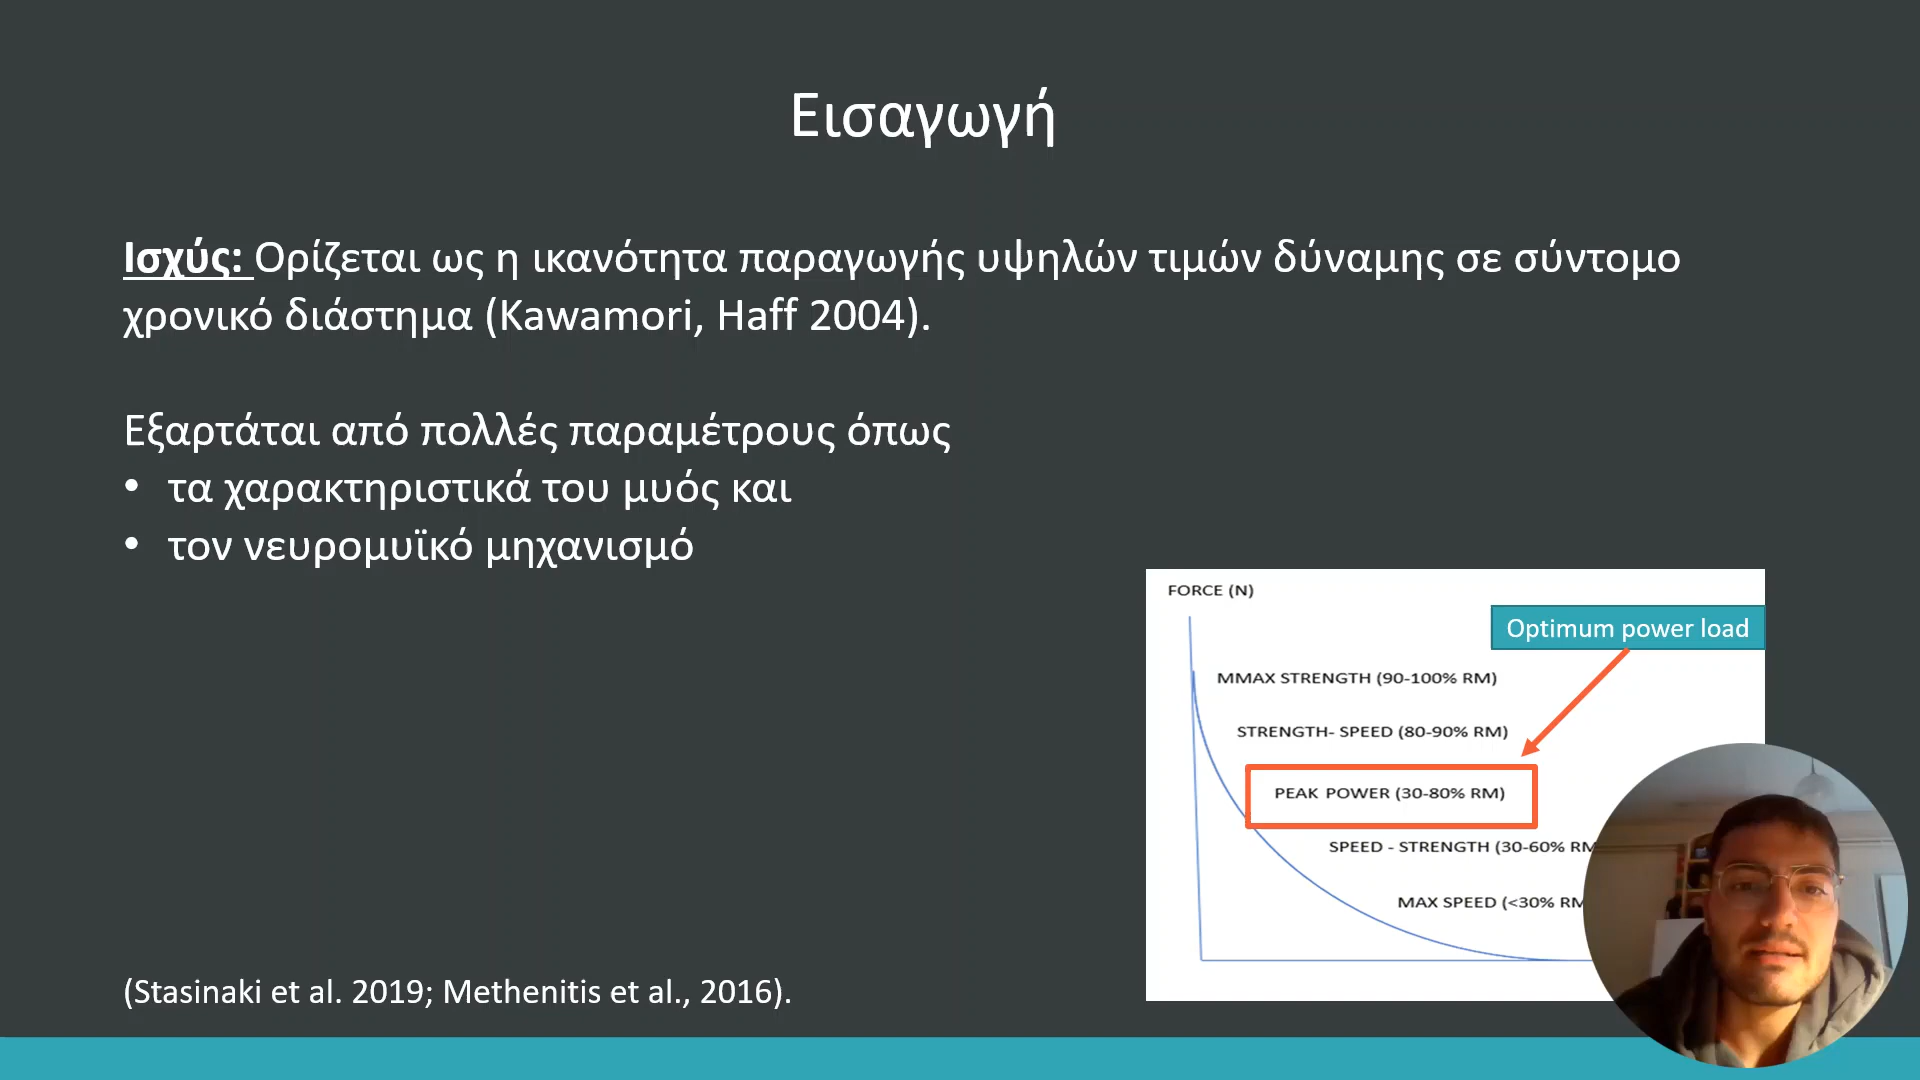 Εισαγωγή
Ισχύς: Ορίζεται ως η ικανότητα παραγωγής υψηλών τιμών δύναμης σε σύντομο
χρονικό διάστημα (Kawamori, Haff 2004).
Εξαρτάται από πολλές παραμέτρους όπως
• τα χαρακτηριστικά του μυός και
• τον νευρομυϊκό μηχανισμό
FORCE (N)
Optimum power load
MMAX STRENGTH (90-100% RM)
STRENGTH- SPEED (80-90% RM)
PEAK POWER (30-80% RM)
SPEED - STRENGTH (30-60% RM
MAX SPEED (<30% RM
(Stasinaki et al. 2019; Methenitis et al., 2016).